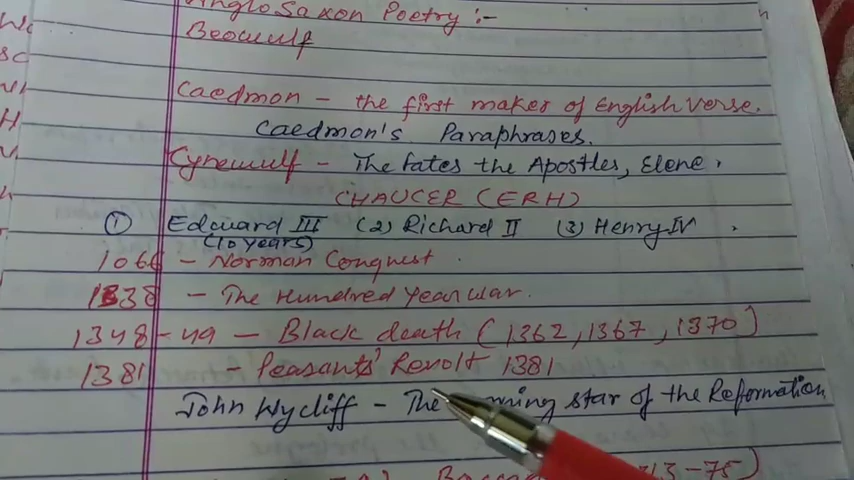 Anglo Saxon Poetry :-
Beowulf
Caedmon - the first maker of English Verse.
Caedmon's Paraphrases.
Cynewulf - The Fates the Apostles, Elene.
CHAUCER (ERH)
① Edward III (2) Richard II (3) Henry IV.
(10 years)
1066 - Norman Conquest.
1338 - The Hundred Year War.
1348-49 - Black death (1362, 1367, 1370)
1381 - Peasants' Revolt 1381
John Wycliff - The morning star of the Reformation
13-75)